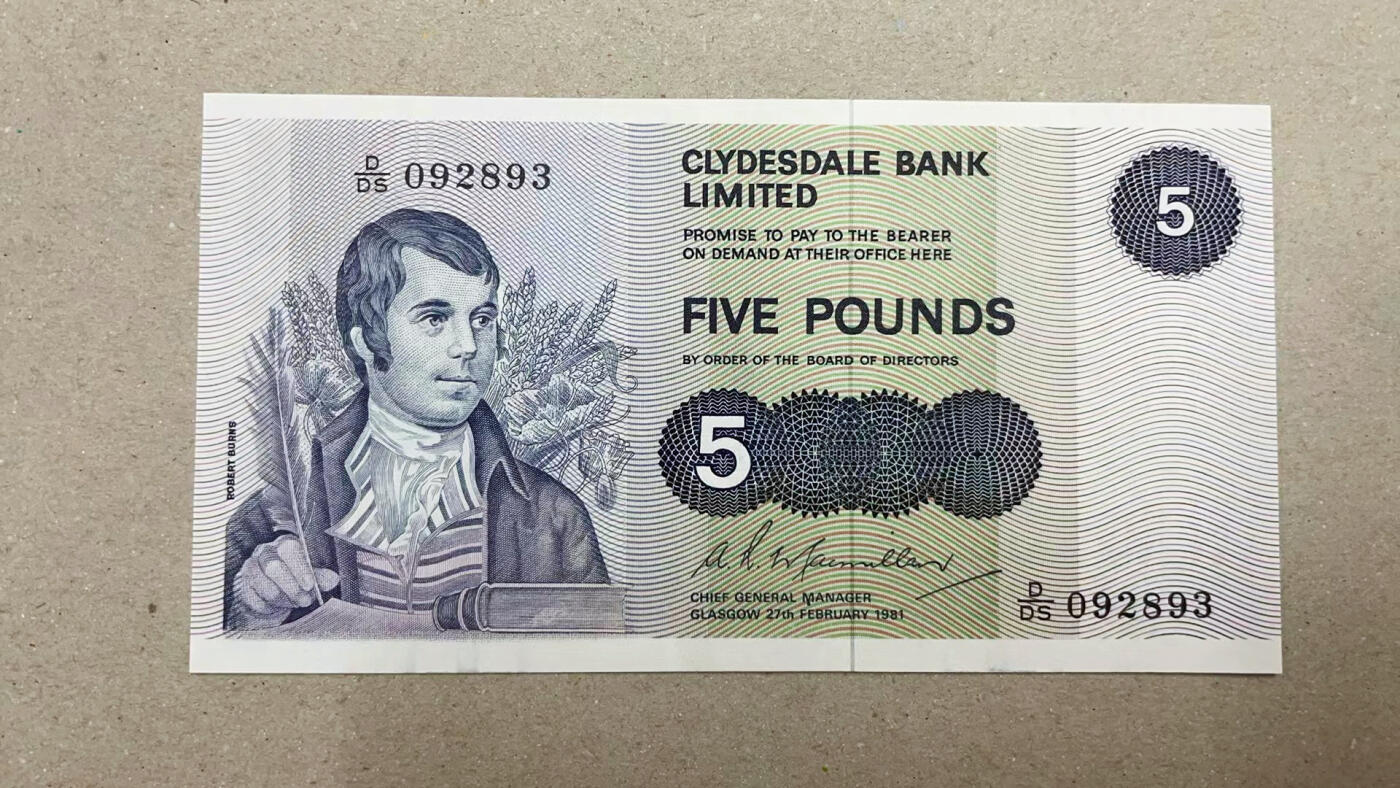 D/DS 092893
CLYDESDALE BANK
LIMITED
PROMISE TO PAY TO THE BEARER
ON DEMAND AT THEIR OFFICE HERE
5
FIVE POUNDS
BY ORDER OF THE BOARD OF DIRECTORS
5
ROBERT BURNS
A. R. Macmillan
CHIEF GENERAL MANAGER
GLASGOW 27th FEBRUARY 1981
D/DS 092893